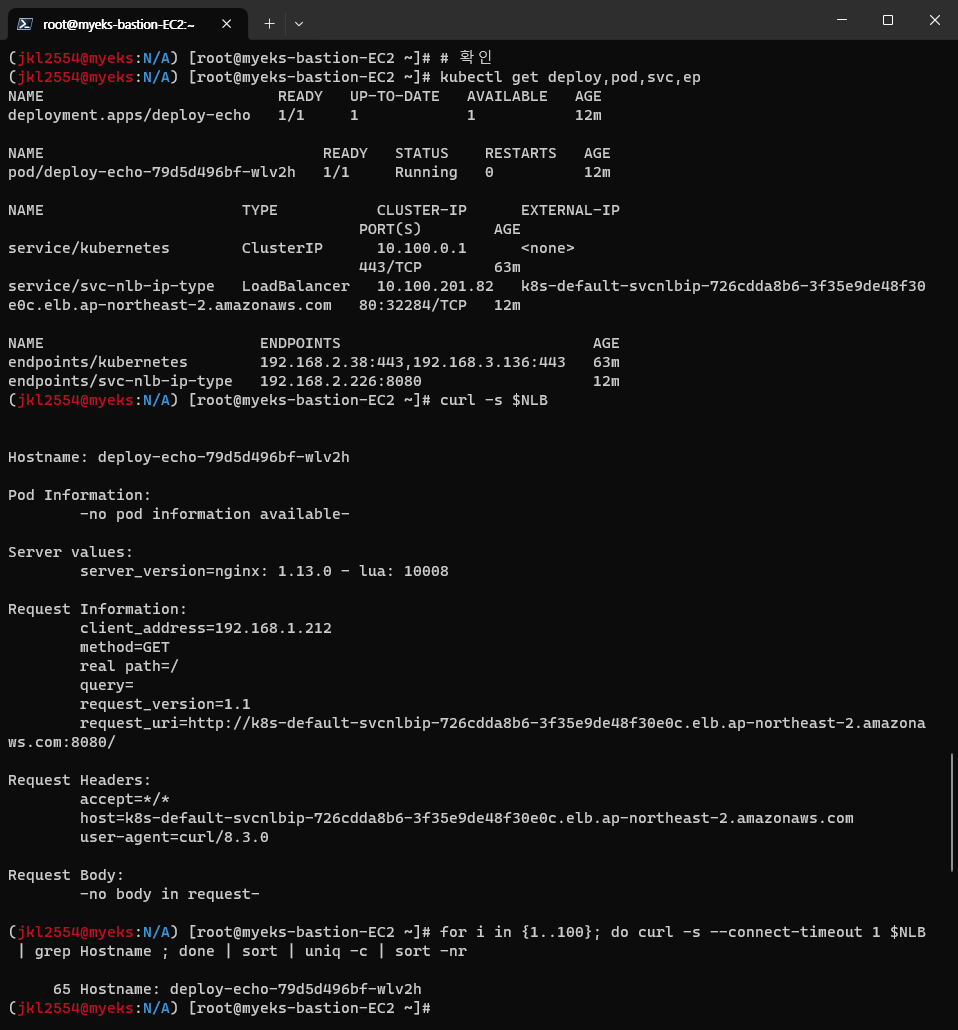 root@myeks-bastion-EC2:~
(jkl2554@myeks:N/A) [root@myeks-bastion-EC2 ~]# # 확인
(jkl2554@myeks:N/A) [root@myeks-bastion-EC2 ~]# kubectl get deploy,pod,svc,ep
NAME                          READY   UP-TO-DATE   AVAILABLE   AGE
deployment.apps/deploy-echo   1/1     1            1           12m

NAME                               READY   STATUS    RESTARTS   AGE
pod/deploy-echo-79d5d496bf-wlv2h   1/1     Running   0          12m

NAME                      TYPE           CLUSTER-IP      EXTERNAL-IP
                                       PORT(S)        AGE
service/kubernetes        ClusterIP      10.100.0.1      <none>
                                       443/TCP        63m
service/svc-nlb-ip-type   LoadBalancer   10.100.201.82   k8s-default-svcnlbip-726cdda8b6-3f35e9de48f30
e0c.elb.ap-northeast-2.amazonaws.com   80:32284/TCP   12m

NAME                        ENDPOINTS                            AGE
endpoints/kubernetes        192.168.2.38:443,192.168.3.136:443   63m
endpoints/svc-nlb-ip-type   192.168.2.226:8080                   12m
(jkl2554@myeks:N/A) [root@myeks-bastion-EC2 ~]# curl -s $NLB

Hostname: deploy-echo-79d5d496bf-wlv2h

Pod Information:
        -no pod information available-

Server values:
        server_version=nginx: 1.13.0 - lua: 10008

Request Information:
        client_address=192.168.1.212
        method=GET
        real path=/
        query=
        request_version=1.1
        request_uri=http://k8s-default-svcnlbip-726cdda8b6-3f35e9de48f30e0c.elb.ap-northeast-2.amazona
ws.com:8080/

Request Headers:
        accept=*/*
        host=k8s-default-svcnlbip-726cdda8b6-3f35e9de48f30e0c.elb.ap-northeast-2.amazonaws.com
        user-agent=curl/8.3.0

Request Body:
        -no body in request-

(jkl2554@myeks:N/A) [root@myeks-bastion-EC2 ~]# for i in {1..100}; do curl -s --connect-timeout 1 $NLB
 | grep Hostname ; done | sort | uniq -c | sort -nr

     65 Hostname: deploy-echo-79d5d496bf-wlv2h
(jkl2554@myeks:N/A) [root@myeks-bastion-EC2 ~]#